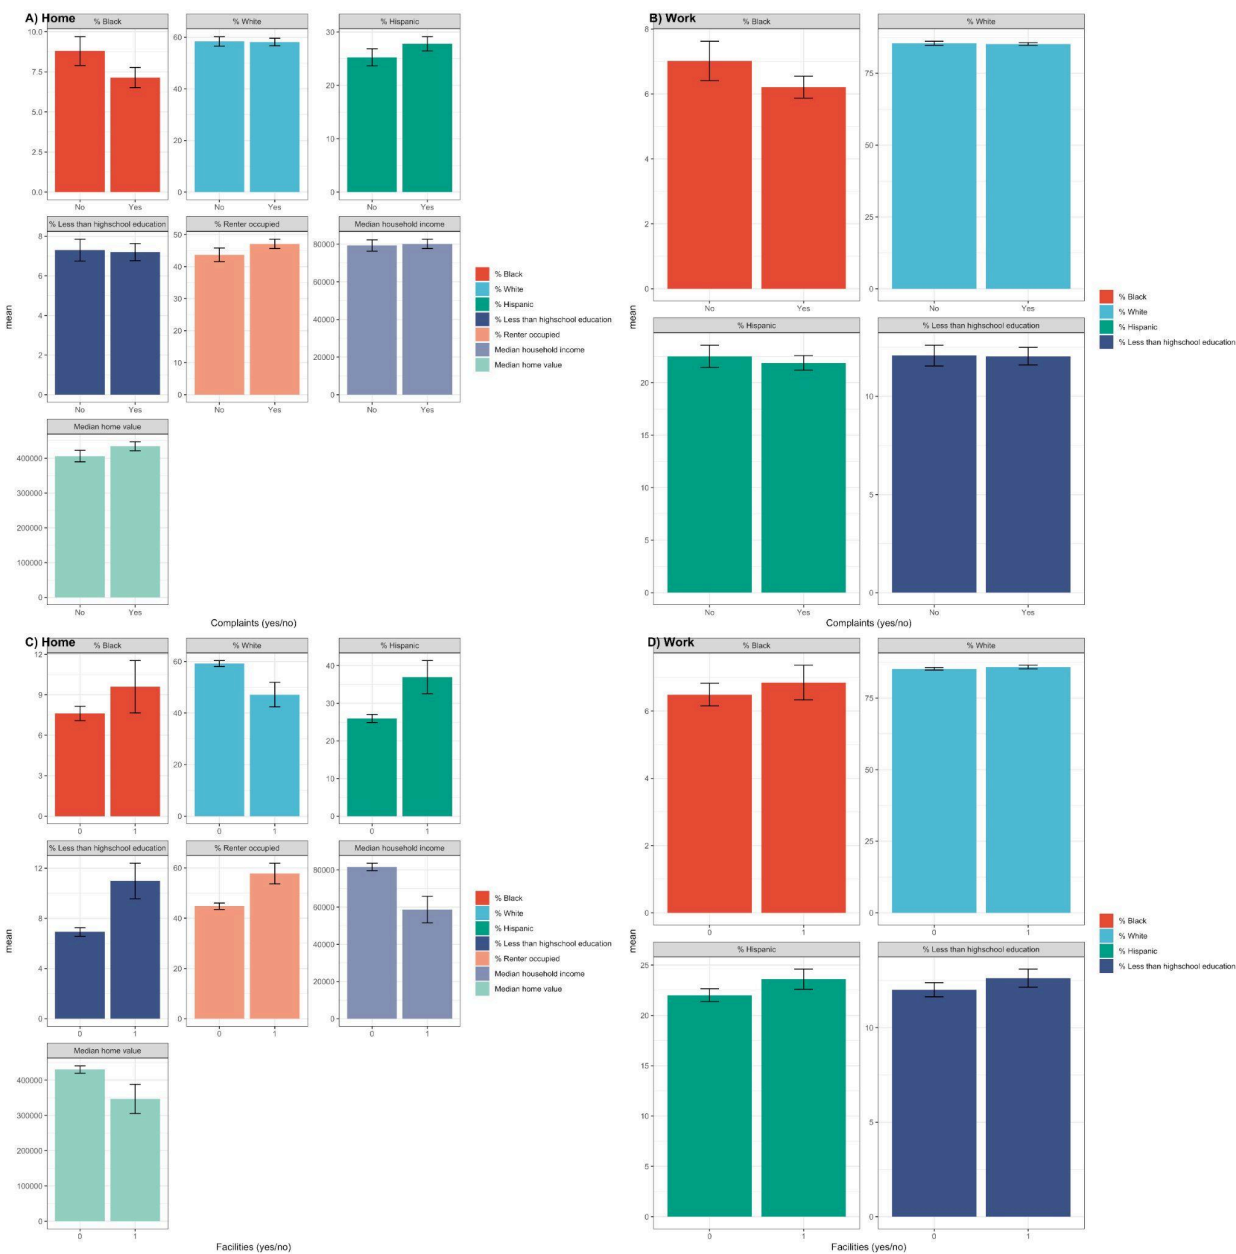 A) Home
% Black
% White
% Hispanic
10.0
7.5
5.0
2.5
0.0
No
Yes
60
40
20
0
No
Yes
30
20
10
0
No
Yes
% Less than highschool education
% Renter occupied
Median household income
8
6
4
2
0
No
Yes
50
40
30
20
10
0
No
Yes
80000
60000
40000
20000
0
No
Yes
mean
Median home value
400000
300000
200000
100000
0
No
Yes
Complaints (yes/no)
% Black
% White
% Hispanic
% Less than highschool education
% Renter occupied
Median household income
Median home value
B) Work
% Black
% White
8
6
4
2
0
No
Yes
75
50
25
0
No
Yes
mean
% Hispanic
% Less than highschool education
20
15
10
5
0
No
Yes
10
5
0
No
Yes
Complaints (yes/no)
% Black
% White
% Hispanic
% Less than highschool education
C) Home
% Black
% White
% Hispanic
12
9
6
3
0
0
1
60
40
20
0
0
1
40
30
20
10
0
0
1
% Less than highschool education
% Renter occupied
Median household income
12
8
4
0
0
1
60
40
20
0
0
1
80000
60000
40000
20000
0
0
1
mean
Median home value
400000
300000
200000
100000
0
0
1
Facilities (yes/no)
% Black
% White
% Hispanic
% Less than highschool education
% Renter occupied
Median household income
Median home value
D) Work
% Black
% White
6
4
2
0
0
1
75
50
25
0
0
1
mean
% Hispanic
% Less than highschool education
25
20
15
10
5
0
0
1
10
5
0
0
1
Facilities (yes/no)
% Black
% White
% Hispanic
% Less than highschool education